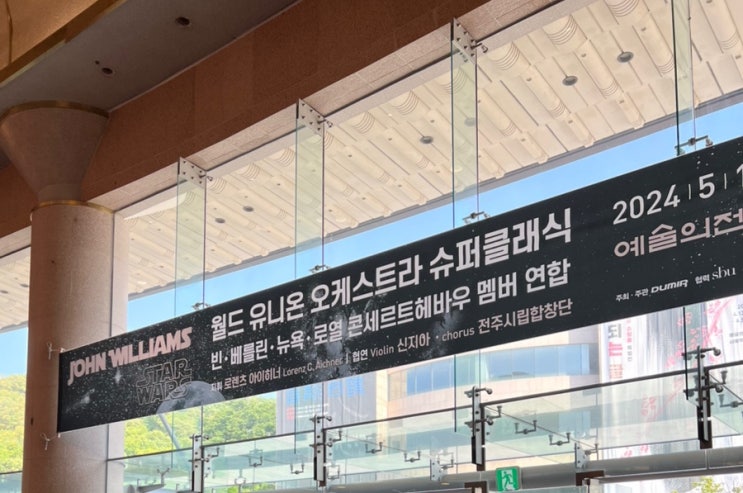 JOHN WILLIAMS
STAR
WARS
월드 유니온 오케스트라 슈퍼클래식
빈·베를린·뉴욕·로열 콘세르트헤바우 멤버 연합
지휘 로렌츠 아이히너 Lorenz C. Aichner | 협연 Violin 신지아 · chorus 전주시립합창단
2024 | 5 |
예술의전
주최·주관 DUMIR 협력 sbu